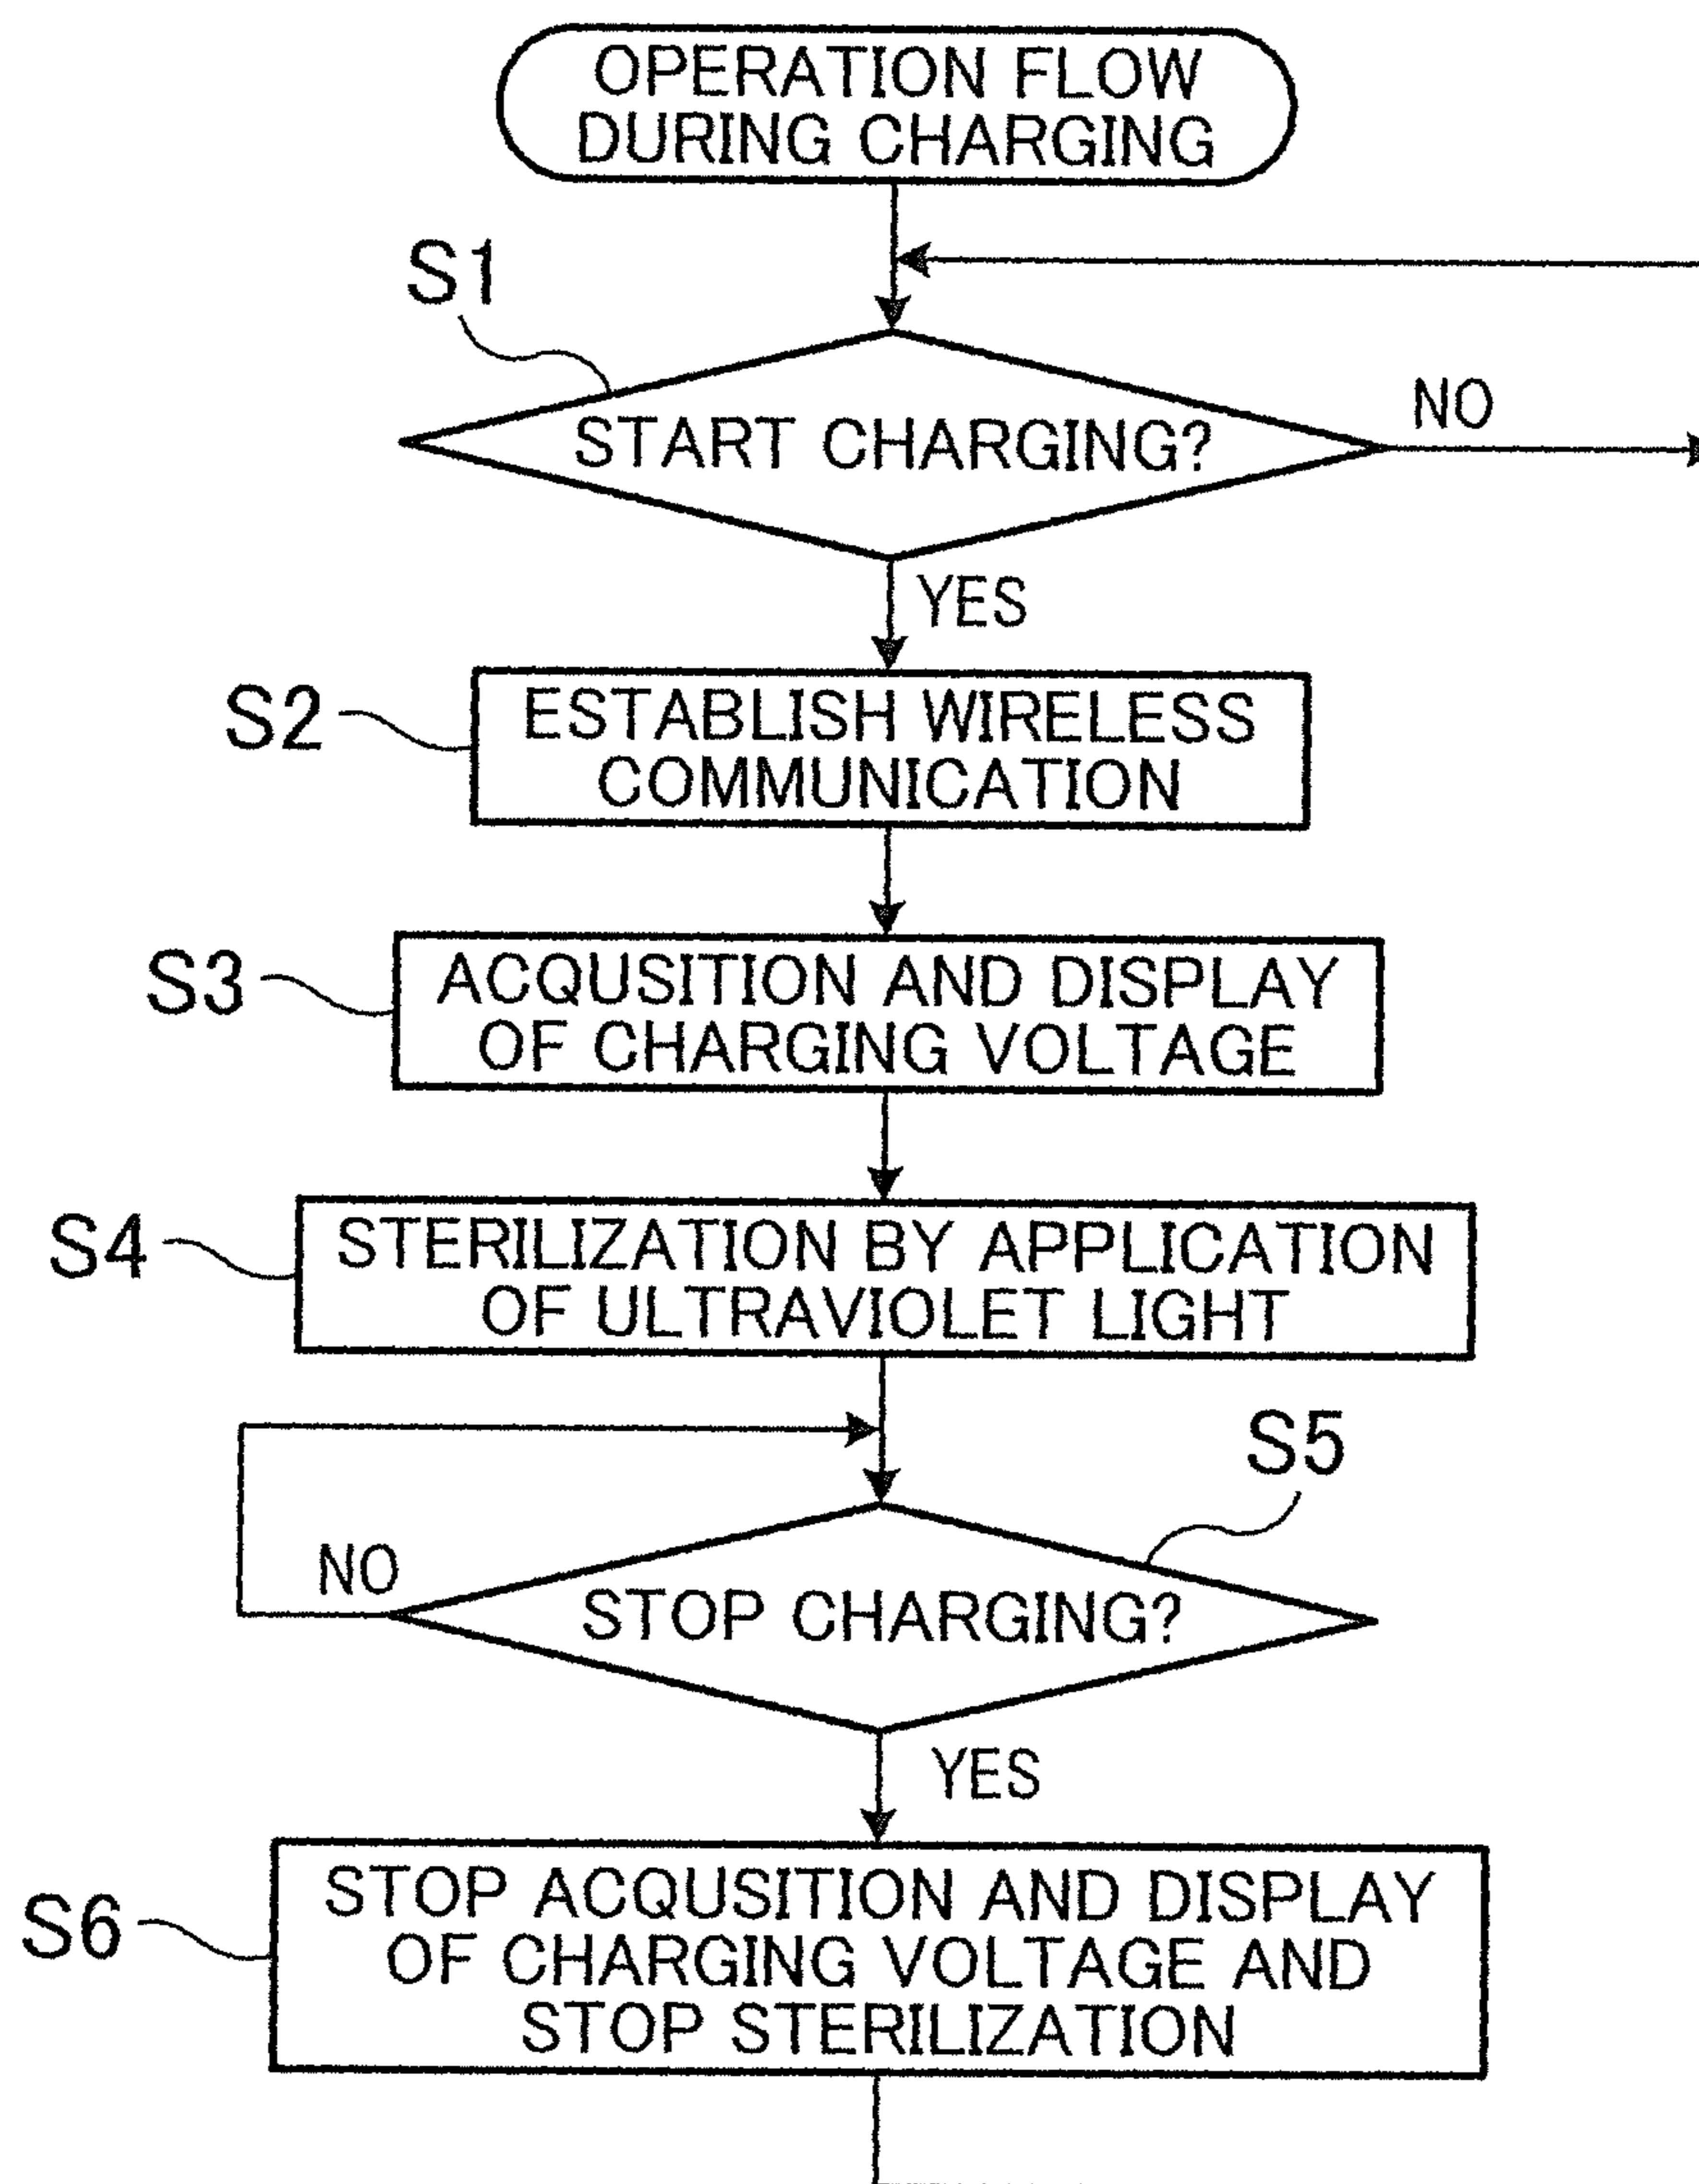 OPERATION FLOW
DURING CHARGING
S1
START CHARGING?
NO
YES
S2
ESTABLISH WIRELESS
COMMUNICATION
S3
ACQUSITION AND DISPLAY
OF CHARGING VOLTAGE
S4
STERILIZATION BY APPLICATION
OF ULTRAVIOLET LIGHT
S5
NO
STOP CHARGING?
YES
S6
STOP ACQUSITION AND DISPLAY
OF CHARGING VOLTAGE AND
STOP STERILIZATION